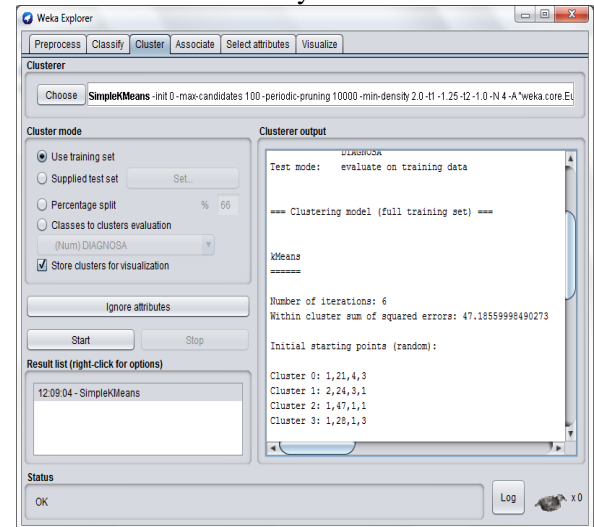 Weka Explorer
Preprocess Classify Cluster Associate Select attributes Visualize
Clusterer
Choose SimpleKMeans -init 0 -max-candidates 100 -periodic-pruning 10000 -min-density 2.0 -t1 -1.25 -t2 -1.0 -N 4 -A "weka.core.Eu
Cluster mode
Use training set
Supplied test set Set...
Percentage split % 66
Classes to clusters evaluation
(Num) DIAGNOSA
Store clusters for visualization
Ignore attributes
Start Stop
Result list (right-click for options)
12:09:04 - SimpleKMeans
Clusterer output
DIAGNOSA
Test mode: evaluate on training data
=== Clustering model (full training set) ===
kMeans
======
Number of iterations: 6
Within cluster sum of squared errors: 47.18559998490273
Initial starting points (random):
Cluster 0: 1,21,4,3
Cluster 1: 2,24,3,1
Cluster 2: 1,47,1,1
Cluster 3: 1,28,1,3
Status
OK
Log x 0